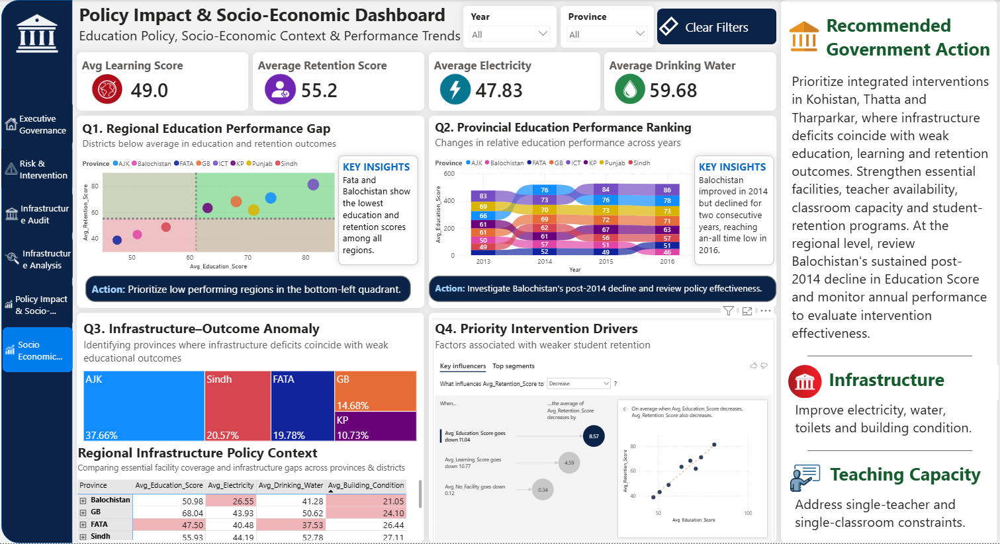 Policy Impact & Socio-Economic Dashboard
Education Policy, Socio-Economic Context & Performance Trends
Year
All
Province
All
Clear Filters
Executive
Governance
Risk &
Intervention
Infrastructur
e Audit
Infrastructur
e Analysis
Policy Impact
& Socio-...
Socio
Economic...
Avg Learning Score
49.0
Average Retention Score
55.2
Average Electricity
47.83
Average Drinking Water
59.68
Q1. Regional Education Performance Gap
Districts below average in education and retention outcomes
Province AJK Balochistan FATA GB ICT KP Punjab Sindh
Avg_Retention_Score
80
60
40
50 60 70 80
Avg_Education_Score
KEY INSIGHTS
Fata and
Balochistan show
the lowest
education and
retention scores
among all
regions.
Action: Prioritize low performing regions in the bottom-left quadrant.
Q2. Provincial Education Performance Ranking
Changes in relative education performance across years
Province AJK Balochistan FATA GB ICT KP Punjab Sindh
Avg_Education_Score
600
400
200
0
83
69
66
61
61
50
49
76
73
70
69
62
61
57
52
84
76
73
72
67
56
51
49
86
78
73
71
63
57
51
46
2013 2014 2015 2016
Year
KEY INSIGHTS
Balochistan
improved in 2014
but declined for
two consecutive
years, reaching
an-all time low in
2016.
Action: Investigate Balochistan's post-2014 decline and review policy effectiveness.
Q3. Infrastructure–Outcome Anomaly
Identifying provinces where infrastructure deficits coincide with weak
educational outcomes
AJK
37.66%
Sindh
20.57%
FATA
19.78%
GB
14.68%
KP
10.73%
Regional Infrastructure Policy Context
Comparing essential facility coverage and infrastructure gaps across provinces & districts
Province Avg_Education_Score Avg_Electricity Avg_Drinking_Water Avg_Building_Condition
Balochistan 50.98 26.55 41.28 21.05
GB 68.04 43.93 50.62 24.10
FATA 47.50 40.48 37.53 26.44
Sindh 55.93 44.19 52.78 27.11
Q4. Priority Intervention Drivers
Factors associated with weaker student retention
Key influencers Top segments
What influences Avg_Retention_Score to Decrease ?
When...
...the average of
Avg_Retention_Score
decreases by
Avg_Education_Score goes
down 11.04
8.57
Avg_Learning_Score goes
down 10.77
4.59
Avg_No_Facility goes down
0.12
0.34
On average when Avg_Education_Score decreases,
Avg_Retention_Score also decreases.
Avg_Retention_Score
80
60
40
50 100
Avg_Education_Score
Recommended
Government Action
Prioritize integrated interventions
in Kohistan, Thatta and
Tharparkar, where infrastructure
deficits coincide with weak
education, learning and retention
outcomes. Strengthen essential
facilities, teacher availability,
classroom capacity and student-
retention programs. At the
regional level, review
Balochistan's sustained post-
2014 decline in Education Score
and monitor annual performance
to evaluate intervention
effectiveness.
Infrastructure
Improve electricity, water,
toilets and building condition.
Teaching Capacity
Address single-teacher and
single-classroom constraints.